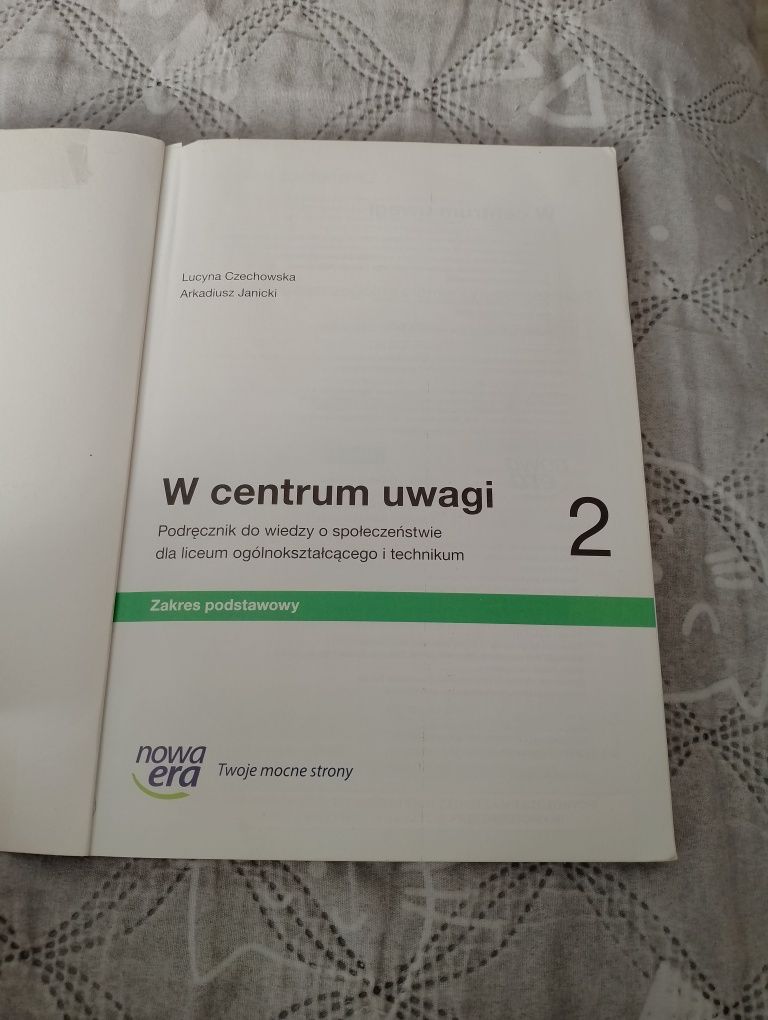 Lucyna Czechowska
Arkadiusz Janicki
W centrum uwagi 2
Podręcznik do wiedzy o społeczeństwie
dla liceum ogólnokształcącego i technikum
Zakres podstawowy
nowa
era
Twoje mocne strony